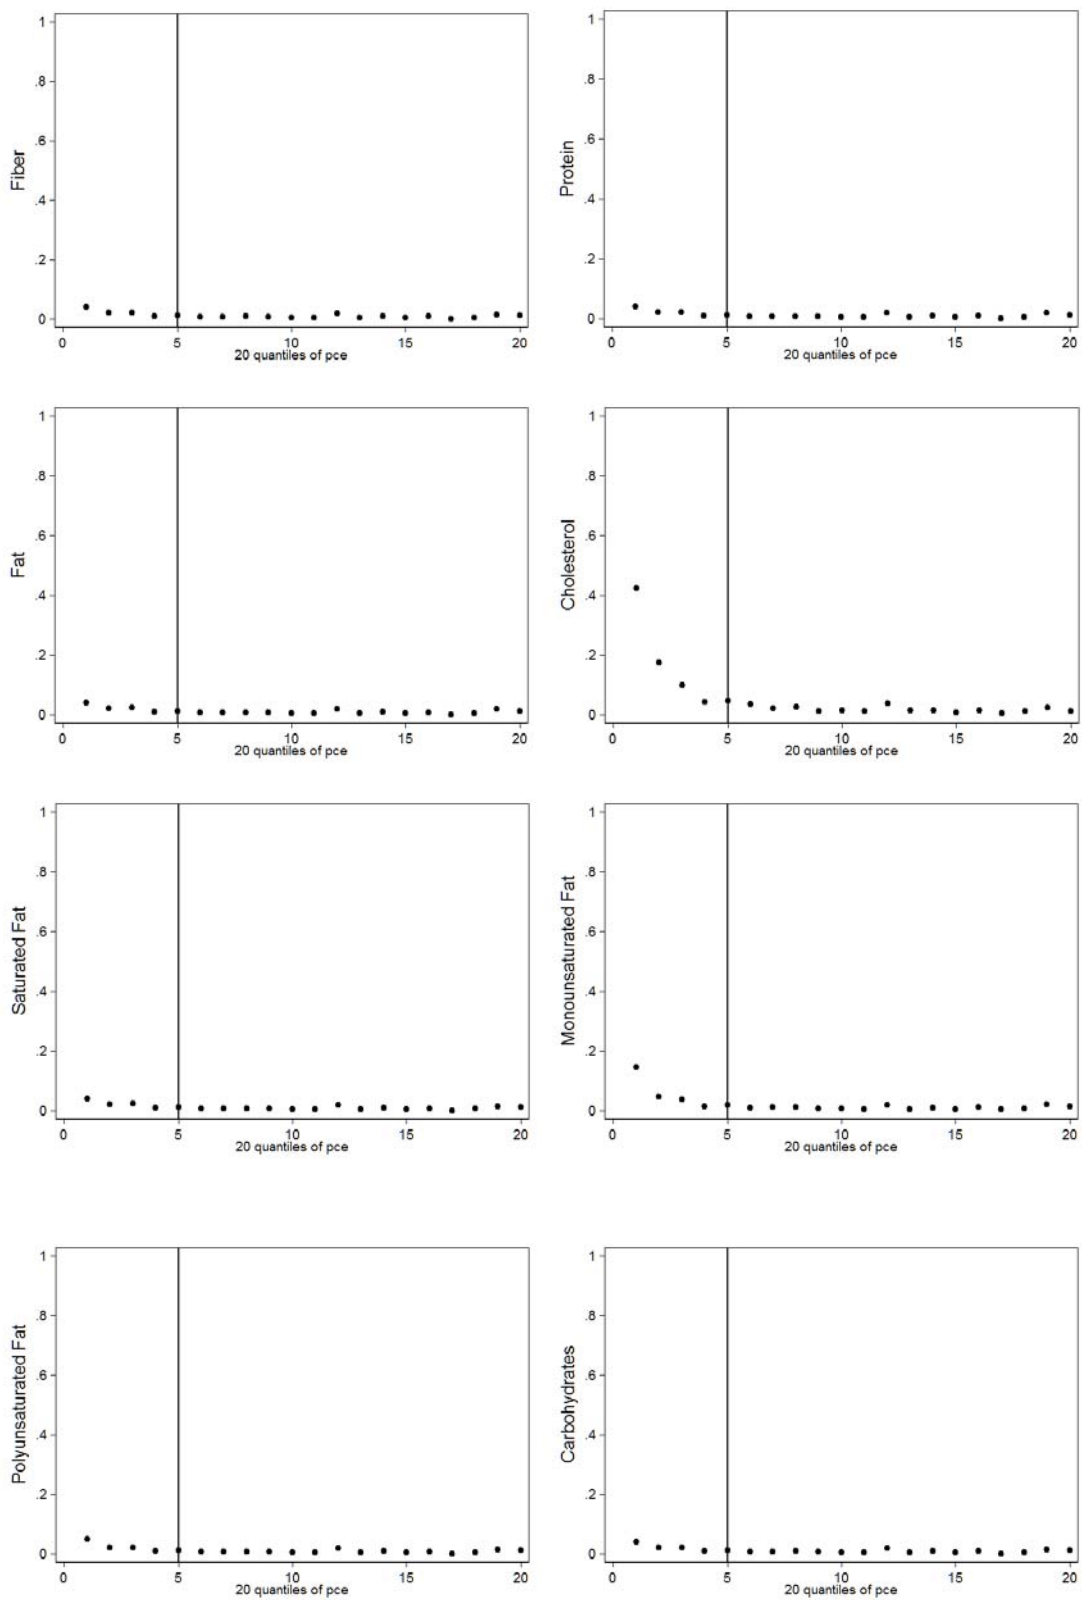 Fiber
1
.8
.6
.4
.2
0
0 5 10 15 20
20 quantiles of pce
Protein
1
.8
.6
.4
.2
0
0 5 10 15 20
20 quantiles of pce
Fat
1
.8
.6
.4
.2
0
0 5 10 15 20
20 quantiles of pce
Cholesterol
1
.8
.6
.4
.2
0
0 5 10 15 20
20 quantiles of pce
Saturated Fat
1
.8
.6
.4
.2
0
0 5 10 15 20
20 quantiles of pce
Monounsaturated Fat
1
.8
.6
.4
.2
0
0 5 10 15 20
20 quantiles of pce
Polyunsaturated Fat
1
.8
.6
.4
.2
0
0 5 10 15 20
20 quantiles of pce
Carbohydrates
1
.8
.6
.4
.2
0
0 5 10 15 20
20 quantiles of pce